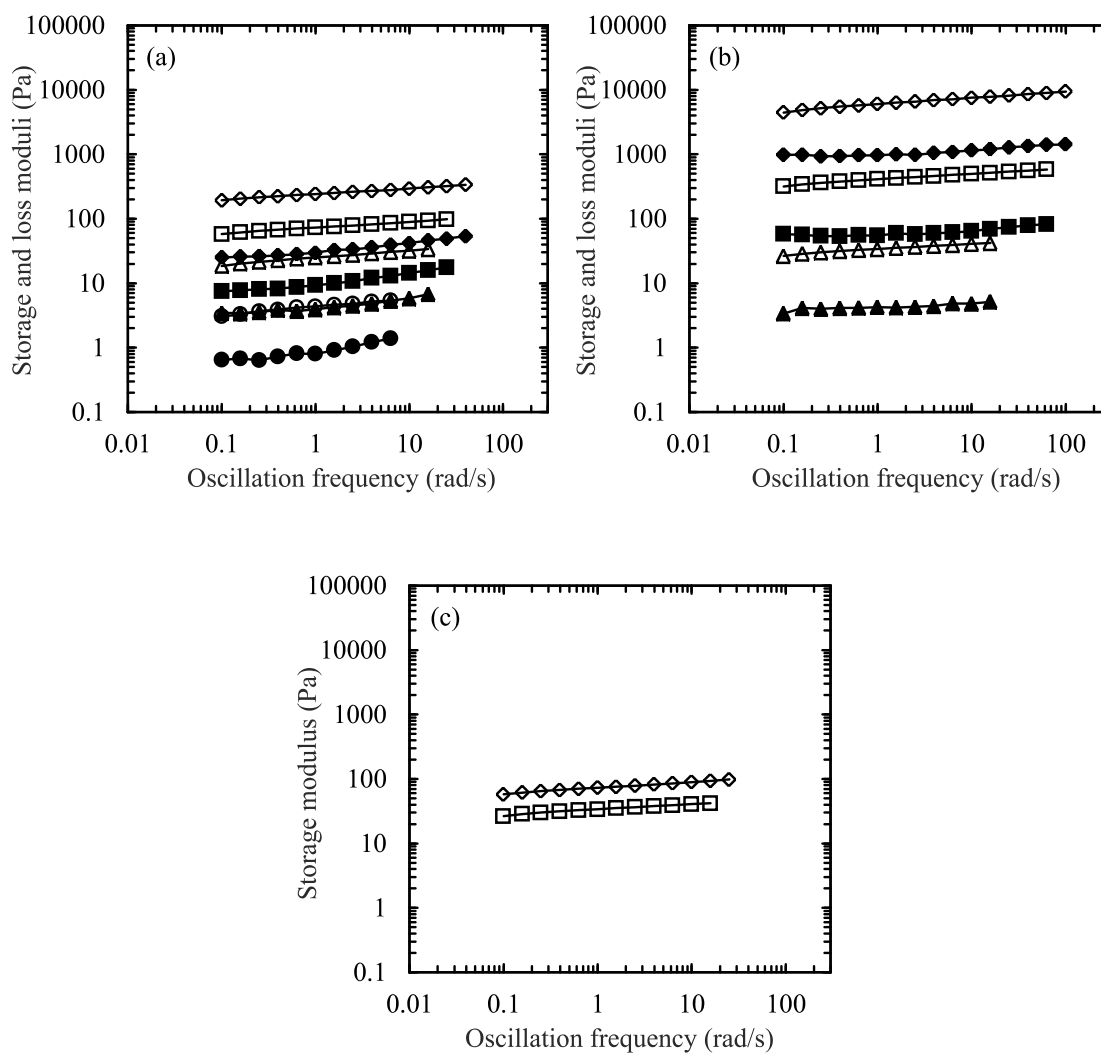 100000
10000
1000
100
10
1
0.1
0.01 0.1 1 10 100
(a)
Storage and loss moduli (Pa)
Oscillation frequency (rad/s)
100000
10000
1000
100
10
1
0.1
0.01 0.1 1 10 100
(b)
Storage and loss moduli (Pa)
Oscillation frequency (rad/s)
100000
10000
1000
100
10
1
0.1
0.01 0.1 1 10 100
(c)
Storage modulus (Pa)
Oscillation frequency (rad/s)